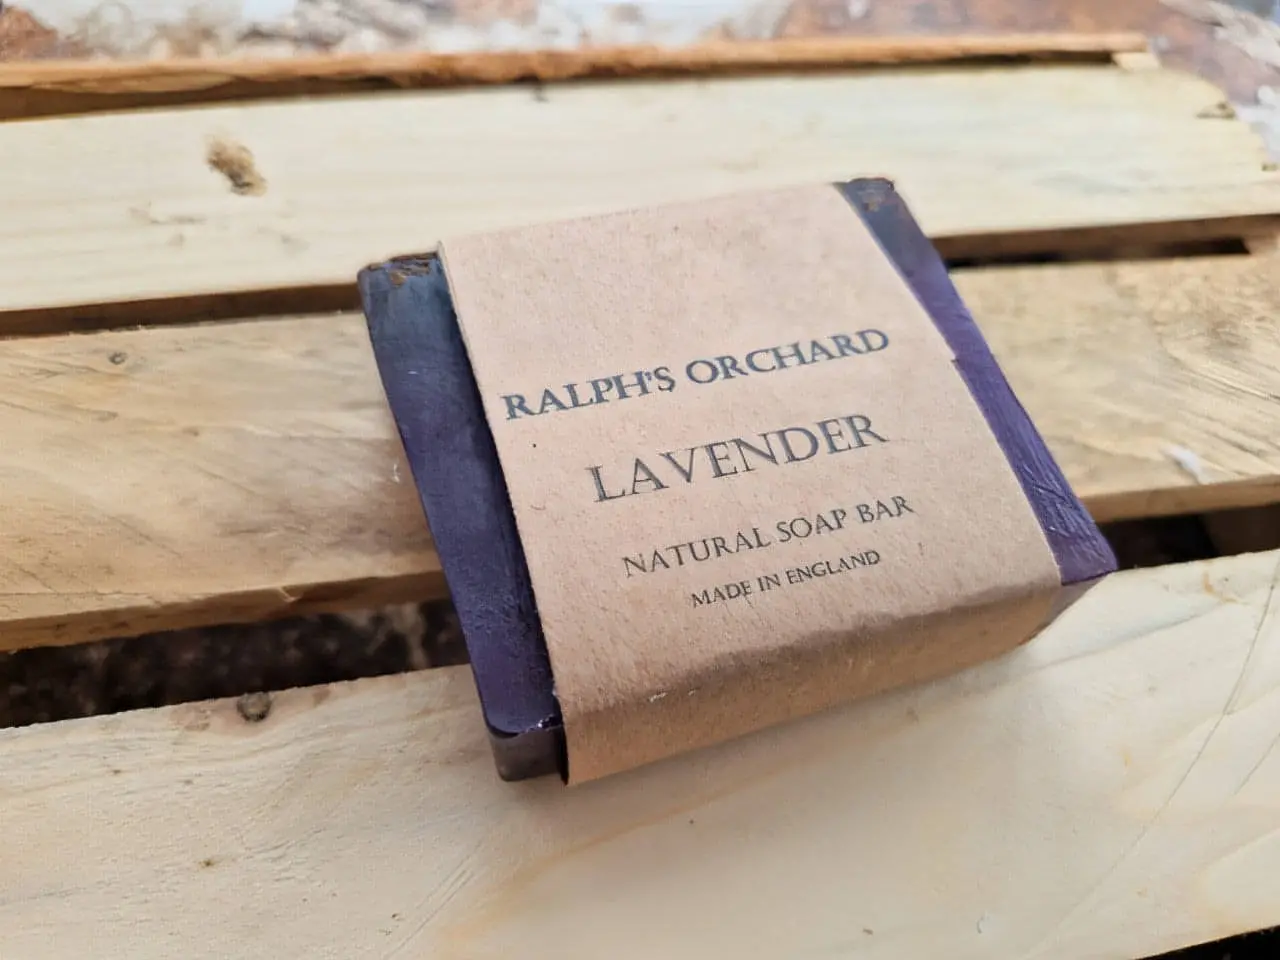 RALPH'S ORCHARD
LAVENDER
NATURAL SOAP BAR
MADE IN ENGLAND